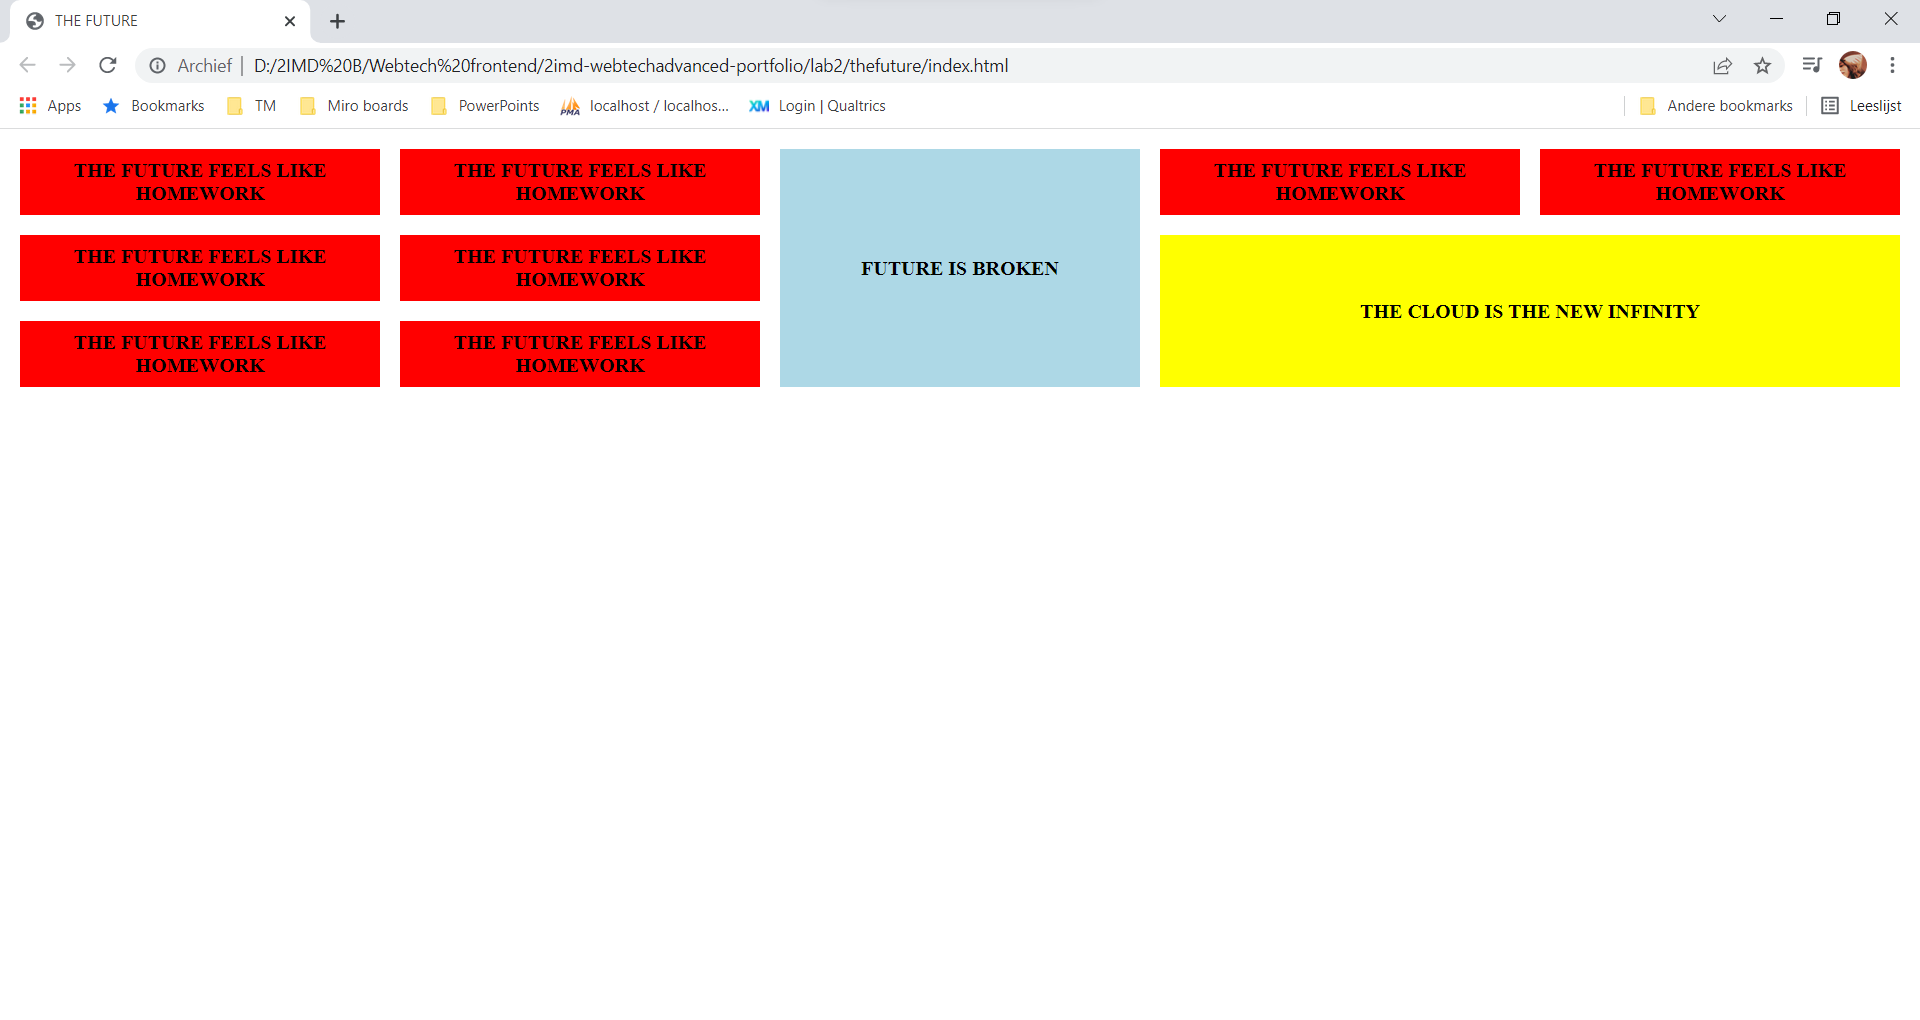 THE FUTURE
Archief | D:/2IMD%20B/Webtech%20frontend/2imd-webtechadvanced-portfolio/lab2/thefuture/index.html
Apps Bookmarks TM Miro boards PowerPoints PMA localhost / localhos... XM Login | Qualtrics Andere bookmarks Leeslijst
THE FUTURE FEELS LIKE
HOMEWORK
THE FUTURE FEELS LIKE
HOMEWORK
FUTURE IS BROKEN
THE FUTURE FEELS LIKE
HOMEWORK
THE FUTURE FEELS LIKE
HOMEWORK
THE FUTURE FEELS LIKE
HOMEWORK
THE FUTURE FEELS LIKE
HOMEWORK
THE CLOUD IS THE NEW INFINITY
THE FUTURE FEELS LIKE
HOMEWORK
THE FUTURE FEELS LIKE
HOMEWORK